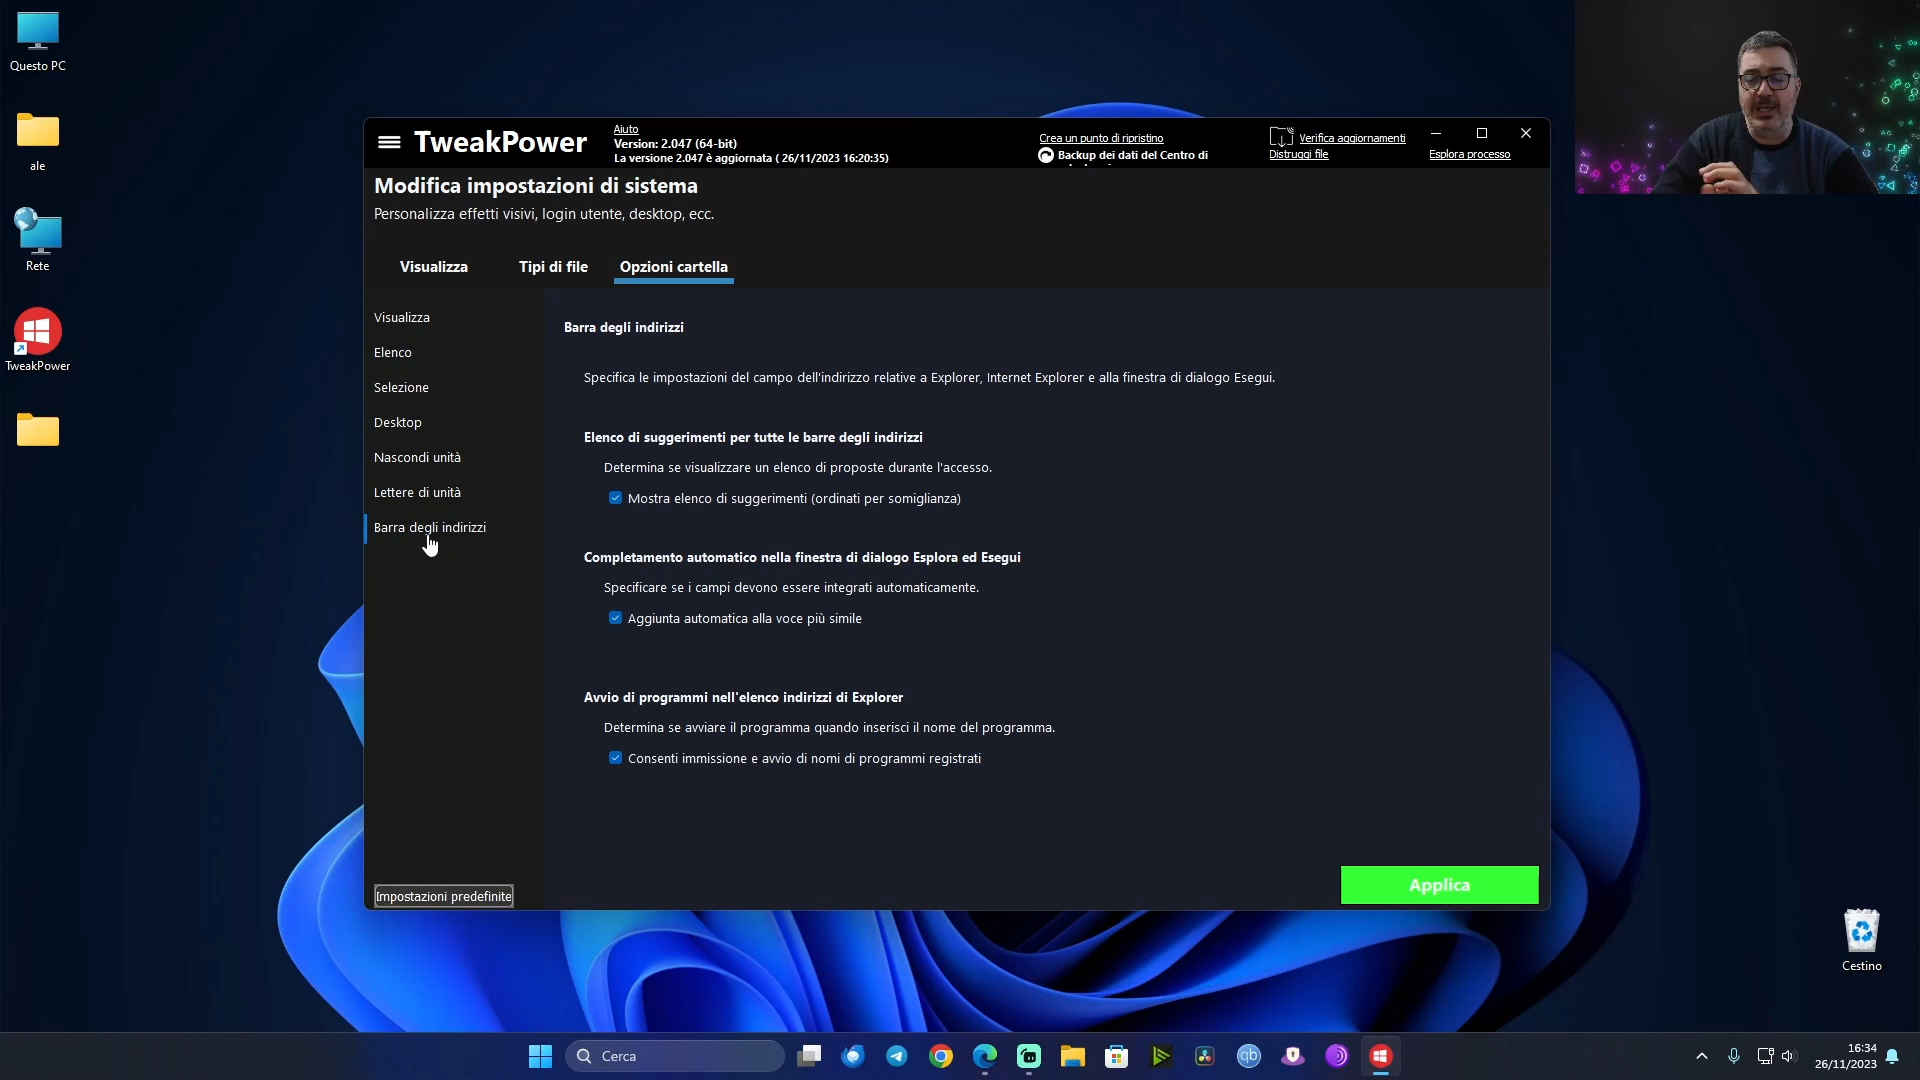 Questo PC
ale
Rete
TweakPower
TweakPower
Aiuto
Version: 2.047 (64-bit)
La versione 2.047 è aggiornata ( 26/11/2023 16:20:35)
Crea un punto di ripristino
Backup dei dati del Centro di
Verifica aggiornamenti
Distruggi file
Esplora processo
Modifica impostazioni di sistema
Personalizza effetti visivi, login utente, desktop, ecc.
Visualizza
Tipi di file
Opzioni cartella
Visualizza
Elenco
Selezione
Desktop
Nascondi unità
Lettere di unità
Barra degli indirizzi
Barra degli indirizzi
Specifica le impostazioni del campo dell'indirizzo relative a Explorer, Internet Explorer e alla finestra di dialogo Esegui.
Elenco di suggerimenti per tutte le barre degli indirizzi
Determina se visualizzare un elenco di proposte durante l'accesso.
Mostra elenco di suggerimenti (ordinati per somiglianza)
Completamento automatico nella finestra di dialogo Esplora ed Esegui
Specificare se i campi devono essere integrati automaticamente.
Aggiunta automatica alla voce più simile
Avvio di programmi nell'elenco indirizzi di Explorer
Determina se avviare il programma quando inserisci il nome del programma.
Consenti immissione e avvio di nomi di programmi registrati
Impostazioni predefinite
Applica
Cestino
Cerca
qb
16:34
26/11/2023